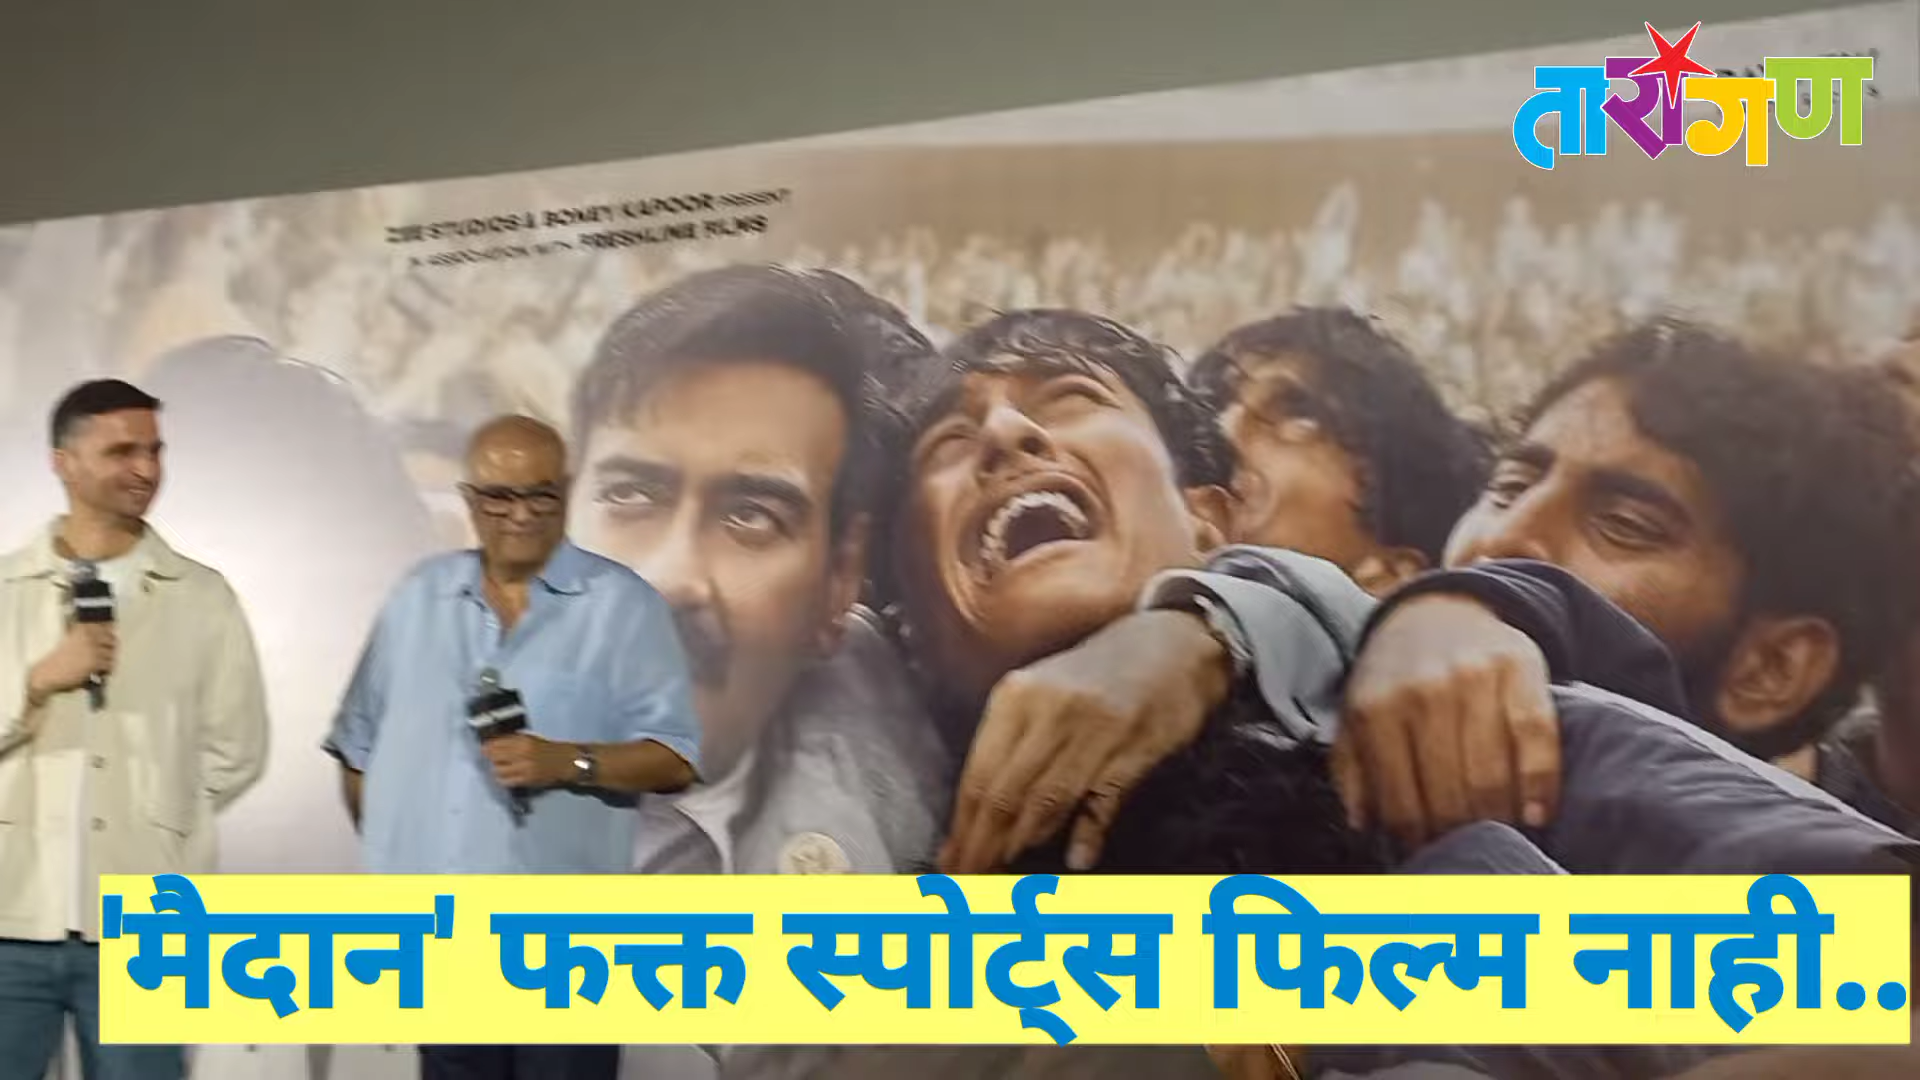 तारांगण
ZEE STUDIOS & BONEY KAPOOR PRESENT
IN ASSOCIATION WITH FRESHLIME FILMS
'मैदान' फक्त स्पोर्ट्स फिल्म नाही..